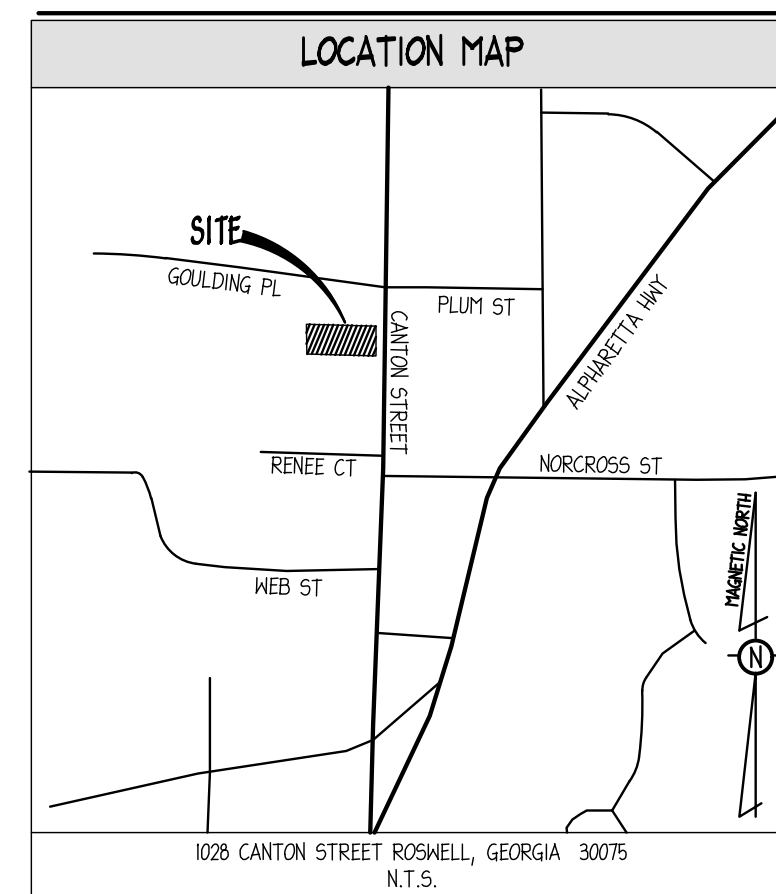 LOCATION MAP
SITE
GOULDING PL
PLUM ST
CANTON STREET
ALPHARETTA HWY
RENEE CT
NORCROSS ST
MAGNETIC NORTH
WEB ST
N
1028 CANTON STREET ROSWELL, GEORGIA 30075
N.T.S.